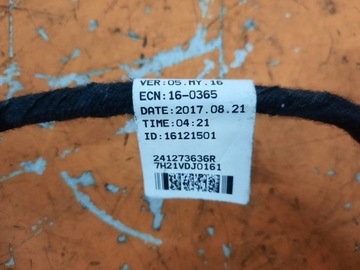 VER:05.MY.16
ECN:16-0365
DATE:2017.08.21
TIME:04:21
ID:16121501
241273636R
7H21VDJ0161